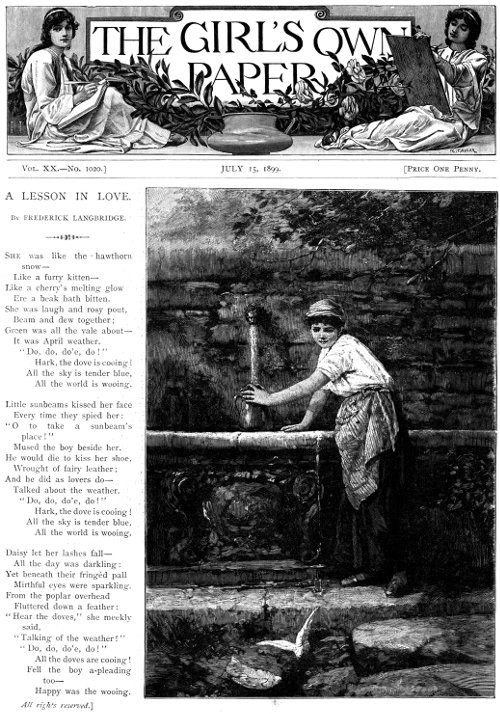 THE GIRL'S OWN
PAPER
VOL. XX.—No. 1020.]
JULY 15, 1899.
[PRICE ONE PENNY.
A LESSON IN LOVE.
BY FREDERICK LANGBRIDGE.
SHE was like the hawthorn
snow—
Like a furry kitten—
Like a cherry's melting glow
Ere a beak hath bitten.
She was laugh and rosy pout,
Beam and dew together;
Green was all the vale about—
It was April weather.
"Do, do, do'e, do!"
Hark, the dove is cooing!
All the sky is tender blue,
All the world is wooing.
Little sunbeams kissed her face
Every time they spied her:
"O to take a sunbeam's
place!"
Mused the boy beside her.
He would die to kiss her shoe,
Wrought of fairy leather;
And he did as lovers do—
Talked about the weather.
"Do, do, do'e, do!"
Hark, the dove is cooing!
All the sky is tender blue,
All the world is wooing.
Daisy let her lashes fall—
All the day was darkling:
Yet beneath their fringèd pall
Mirthful eyes were sparkling.
From the poplar overhead
Fluttered down a feather:
"Hear the doves," she meekly
said,
"Talking of the weather!"
"Do, do, do'e, do!"
All the doves are cooing!
Fell the boy a-pleading
too—
Happy was the wooing.
All rights reserved.]